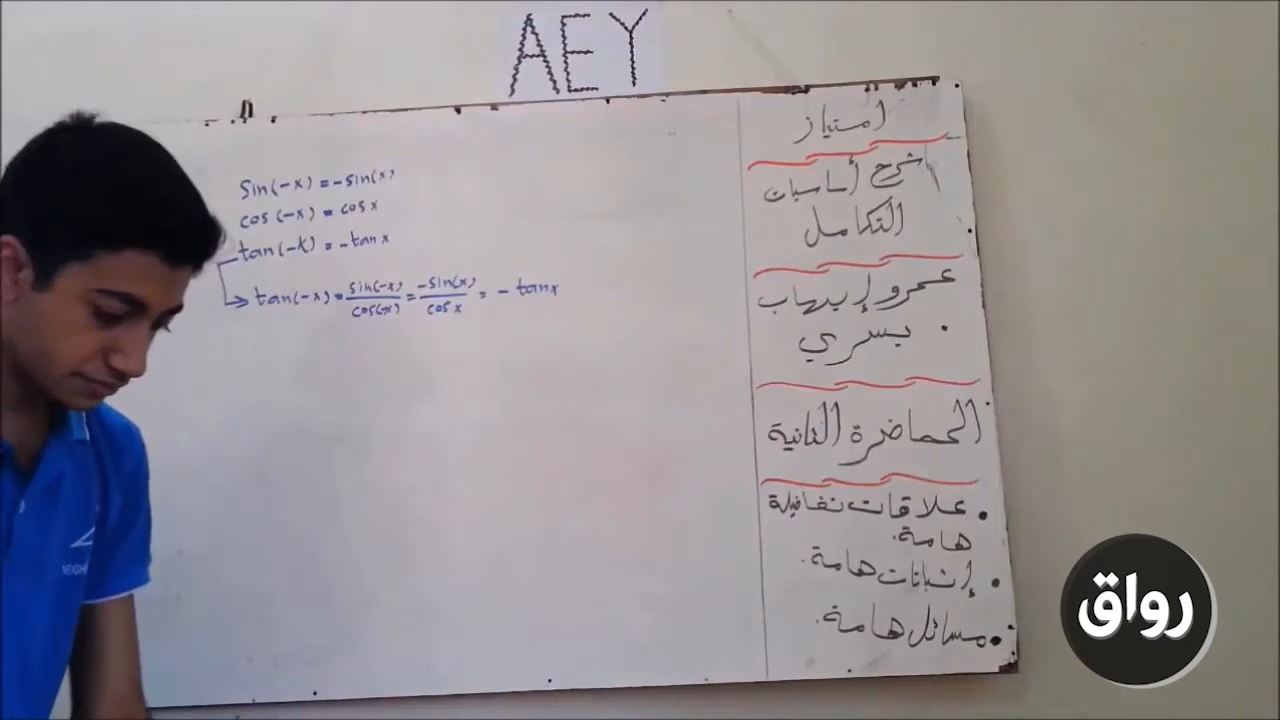 AEY
sin(-x) = -sin(x)
cos(-x) = cos x
tan(-x) = -tan x
tan(-x) = sin(-x)/cos(-x) = -sin(x)/cos x = - tan x
امتياز
شرح أساسيات
التكامل
عمرو إيهاب
يسري
المحاضرة الثانية
علاقات تفاضلية
هامة.
إثباتات هامة.
مسائل هامة.
رواق